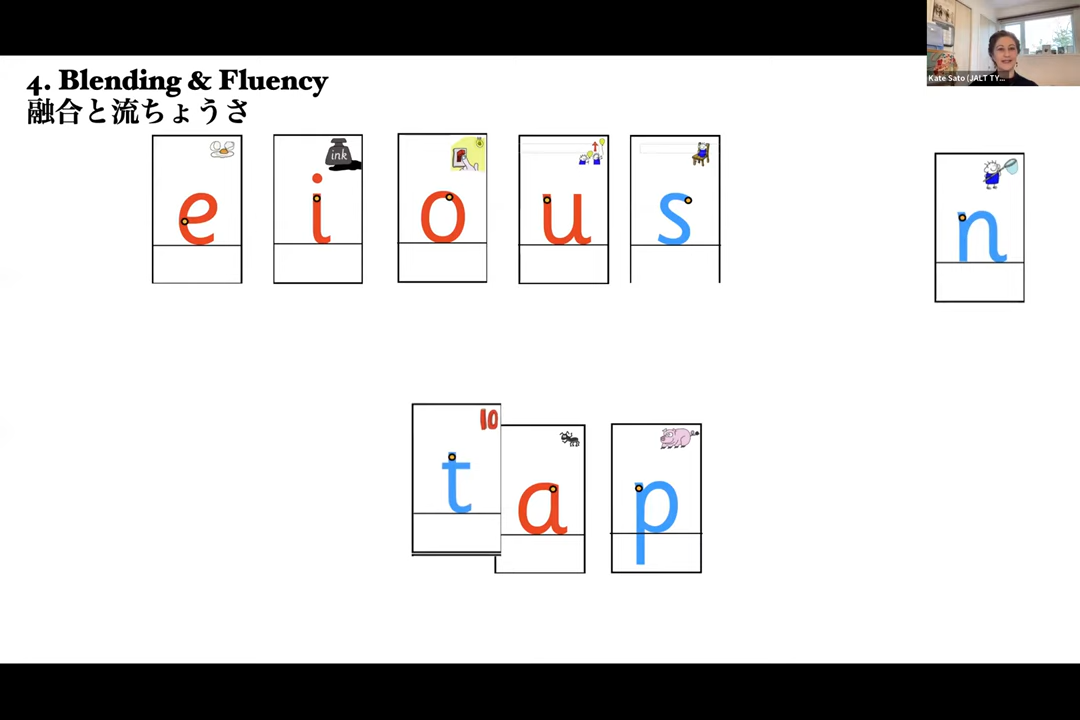 4. Blending & Fluency
融合と流ちょうさ
Kate Sato (JALT TY...
ink
e i o u s n
10
t a p